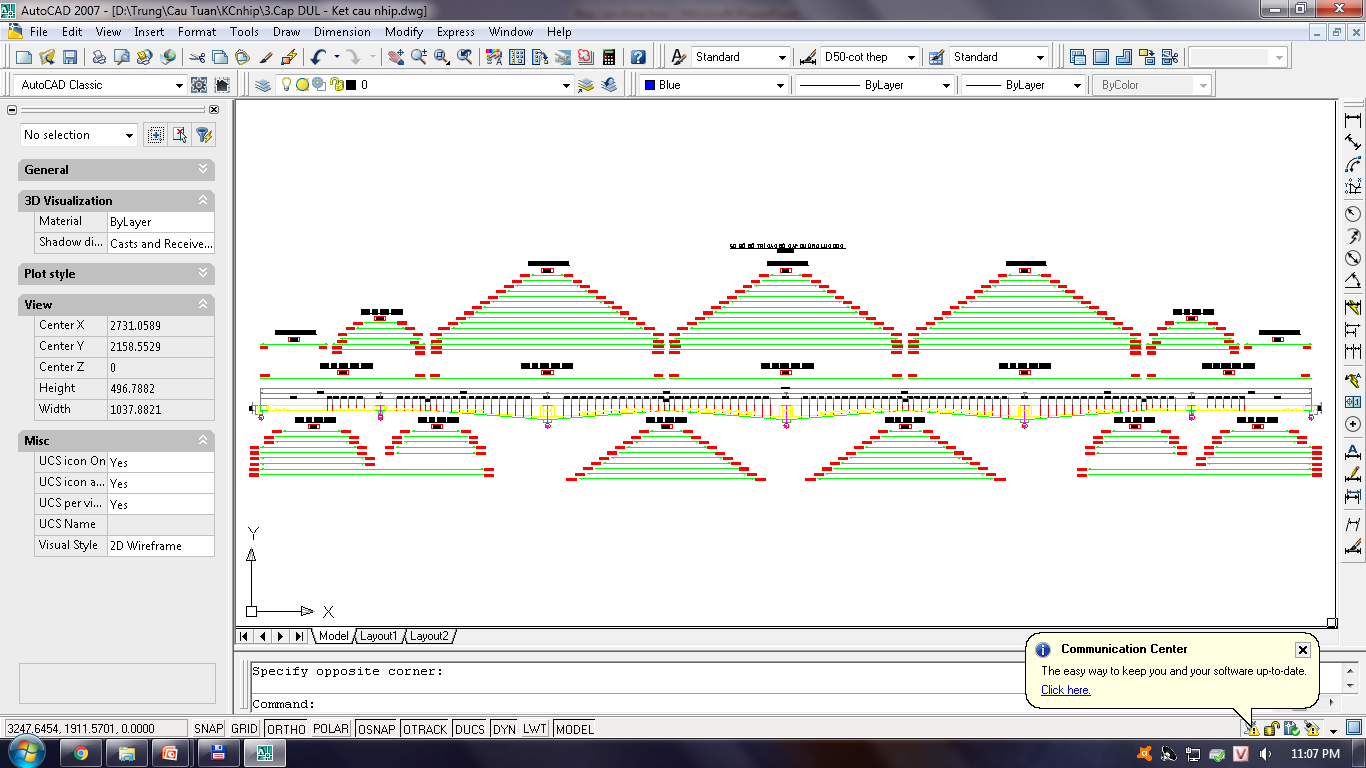 AutoCAD 2007 - [D:\Trung\Cau Tuan\KCnhip\3.Cap DUL - Ket cau nhip.dwg]
File Edit View Insert Format Tools Draw Dimension Modify Express Window Help
Standard D50-cot thep Standard
AutoCAD Classic 0 Blue ByLayer ByLayer ByColor
No selection
General
3D Visualization
Material ByLayer
Shadow di... Casts and Receive...
Plot style
View
Center X 2731.0589
Center Y 2158.5529
Center Z 0
Height 496.7882
Width 1037.8821
Misc
UCS icon On Yes
UCS icon a... Yes
UCS per vi... Yes
UCS Name
Visual Style 2D Wireframe
Y
X
Model Layout1 Layout2
Specify opposite corner:
Command:
Communication Center
The easy way to keep you and your software up-to-date.
Click here.
3247.6454, 1911.5701, 0.0000 SNAP GRID ORTHO POLAR OSNAP OTRACK DUCS DYN LWT MODEL
11:07 PM